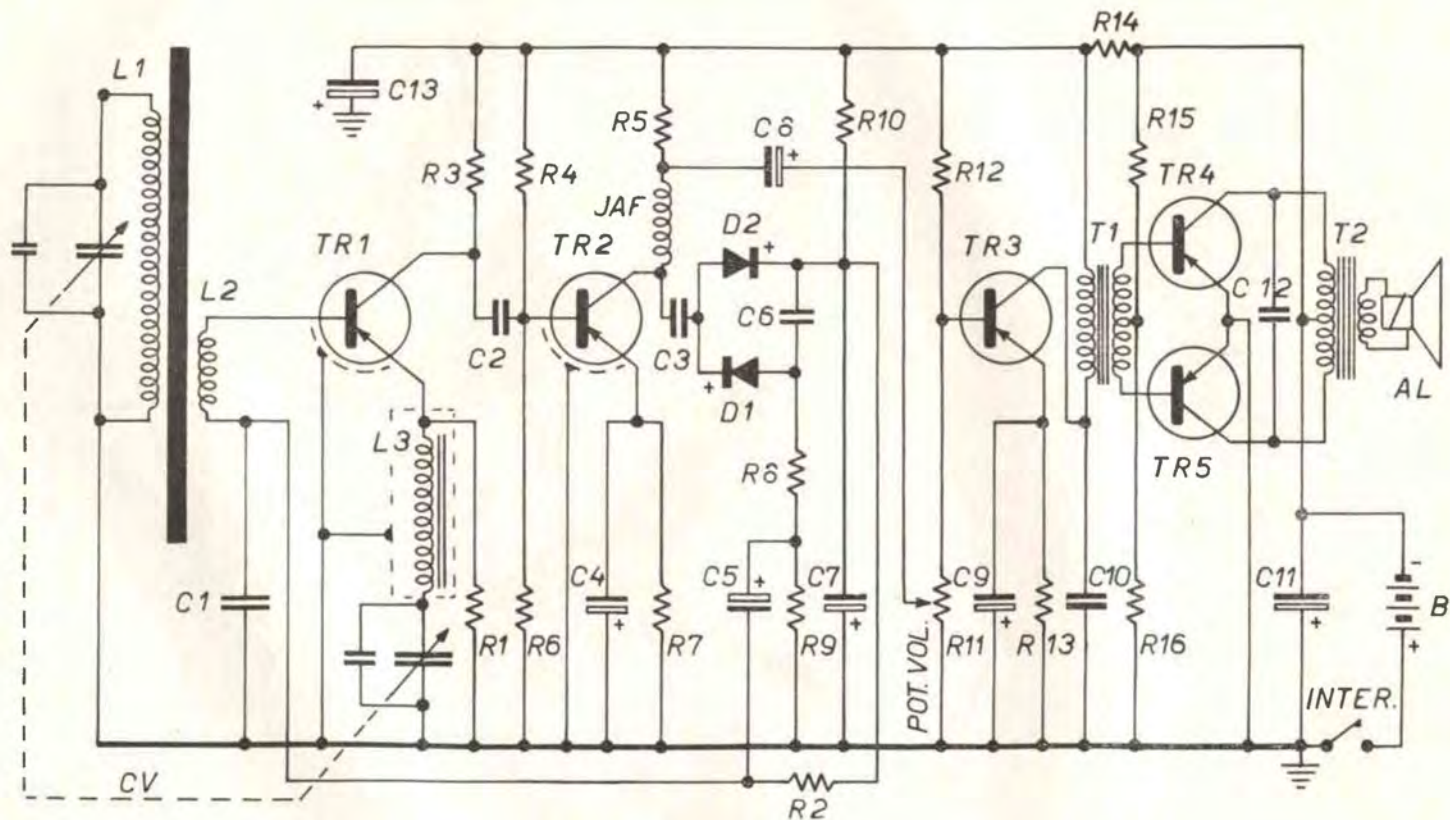 R14
L1
C13
+
R5
C6
+
R10
R15
R3
R4
R12
TR4
JAF
D2
+
TR1
TR2
TR3
T1
T2
L2
C 12
C2
C3
C6
+
D1
AL
TR5
L3
R6
C1
C4
C5
+
C7
C9
C10
C11
-
B
+
R1
R6
+
R7
R9
+
POT. VOL.
R11
+
R 13
R16
+
INTER.
CV
R2